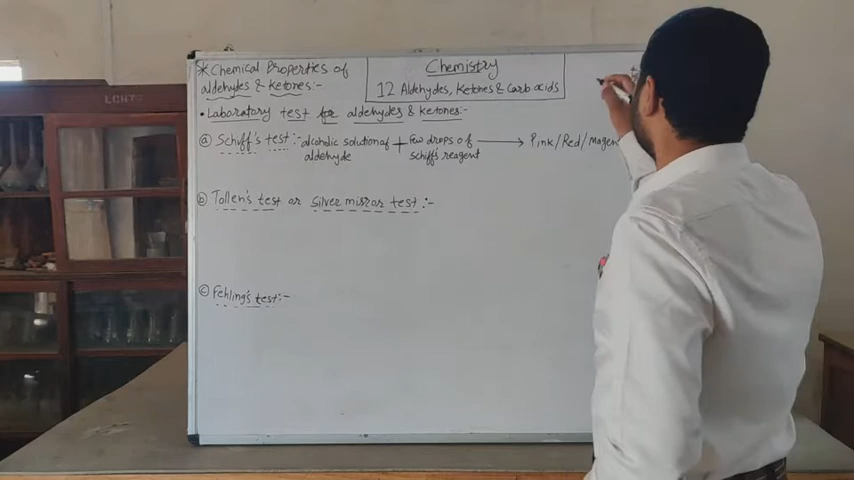 *Chemical Properties of
aldehydes & Ketones:-
Chemistry
12 Aldehydes, Ketones & Carb acids
• Laboratory test for aldehydes & ketones:-
(a) Schiff's test:- alcoholic solution of aldehyde + Few drops of schiff's reagent → Pink/Red/Magen
(b) Tollen's test or Silver mirror test:-
(c) Fehling's test:-